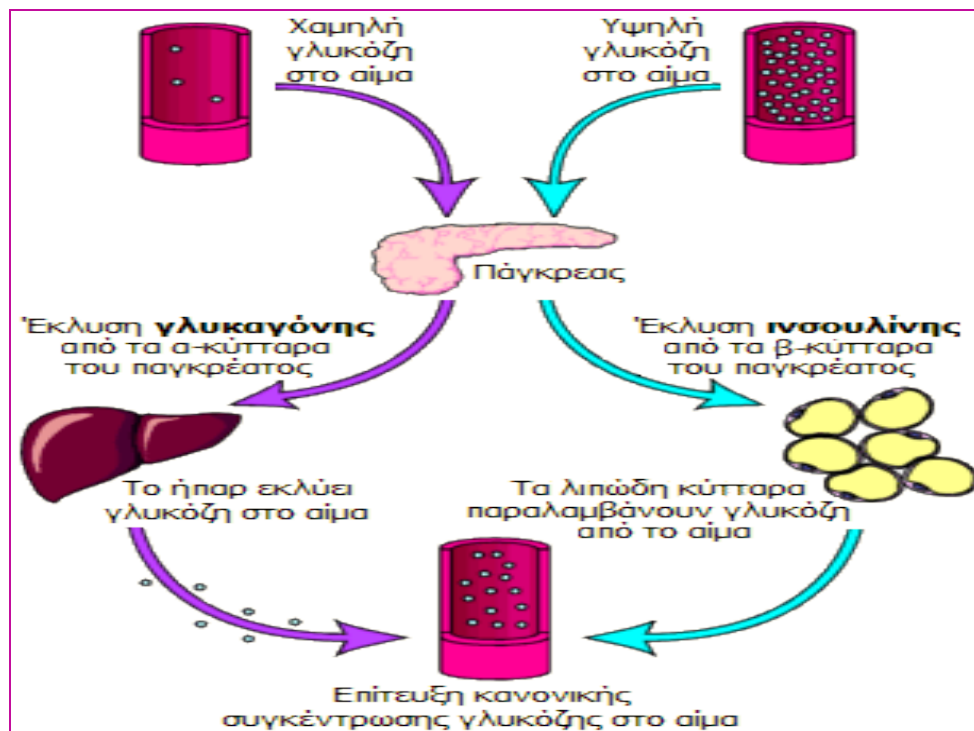 Χαμηλή
γλυκόζη
στο αίμα
Υψηλή
γλυκόζη
στο αίμα
Πάγκρεας
Έκλυση γλυκαγόνης
από τα α-κύτταρα
του παγκρέατος
Έκλυση ινσουλίνης
από τα β-κύτταρα
του παγκρέατος
Το ήπαρ εκλύει
γλυκόζη στο αίμα
Τα λιπώδη κύτταρα
παραλαμβάνουν γλυκόζη
από το αίμα
Επίτευξη κανονικής
συγκέντρωσης γλυκόζης στο αίμα